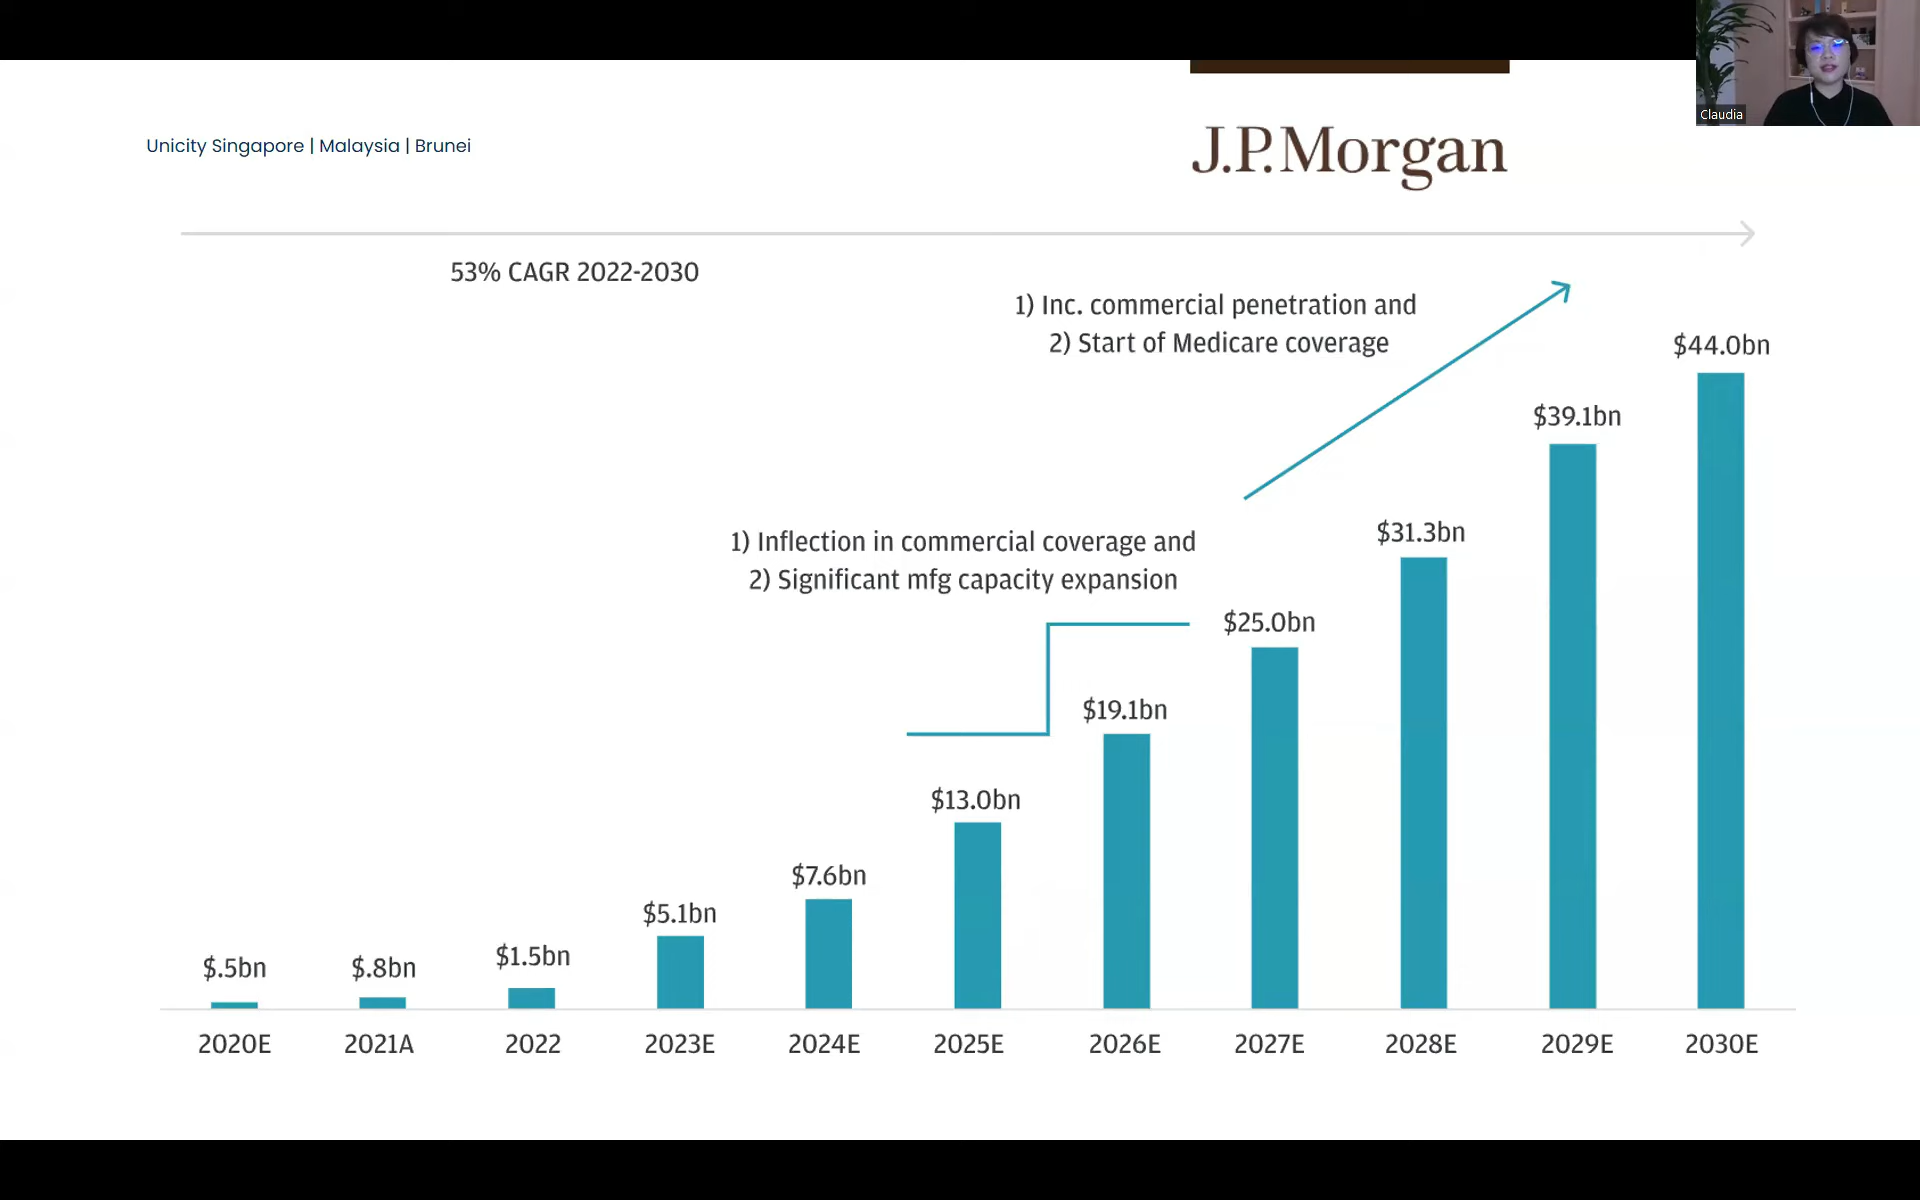 Claudia
Unicity Singapore | Malaysia | Brunei
J.P.Morgan
53% CAGR 2022-2030
1) Inc. commercial penetration and
2) Start of Medicare coverage
$44.0bn
$39.1bn
1) Inflection in commercial coverage and
2) Significant mfg capacity expansion
$31.3bn
$25.0bn
$19.1bn
$13.0bn
$7.6bn
$5.1bn
$1.5bn
$.8bn
$.5bn
2020E 2021A 2022 2023E 2024E 2025E 2026E 2027E 2028E 2029E 2030E